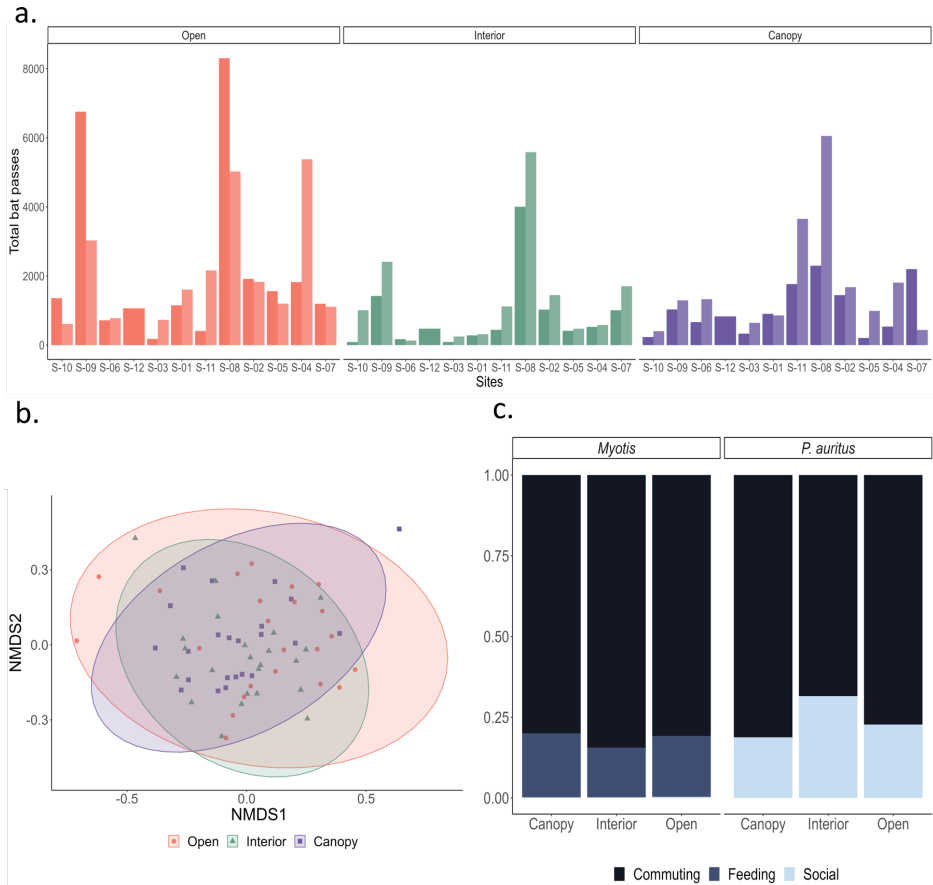 a.
Open Interior Canopy
Total bat passes
8000
6000
4000
2000
0
S-10 S-09 S-06 S-12 S-03 S-01 S-11 S-08 S-02 S-05 S-04 S-07 S-10 S-09 S-06 S-12 S-03 S-01 S-11 S-08 S-02 S-05 S-04 S-07 S-10 S-09 S-06 S-12 S-03 S-01 S-11 S-08 S-02 S-05 S-04 S-07
Sites
b.
NMDS2
0.3
0.0
-0.3
-0.5 0.0 0.5
NMDS1
Open Interior Canopy
c.
Myotis P. auritus
1.00
0.75
0.50
0.25
0.00
Canopy Interior Open Canopy Interior Open
Commuting Feeding Social